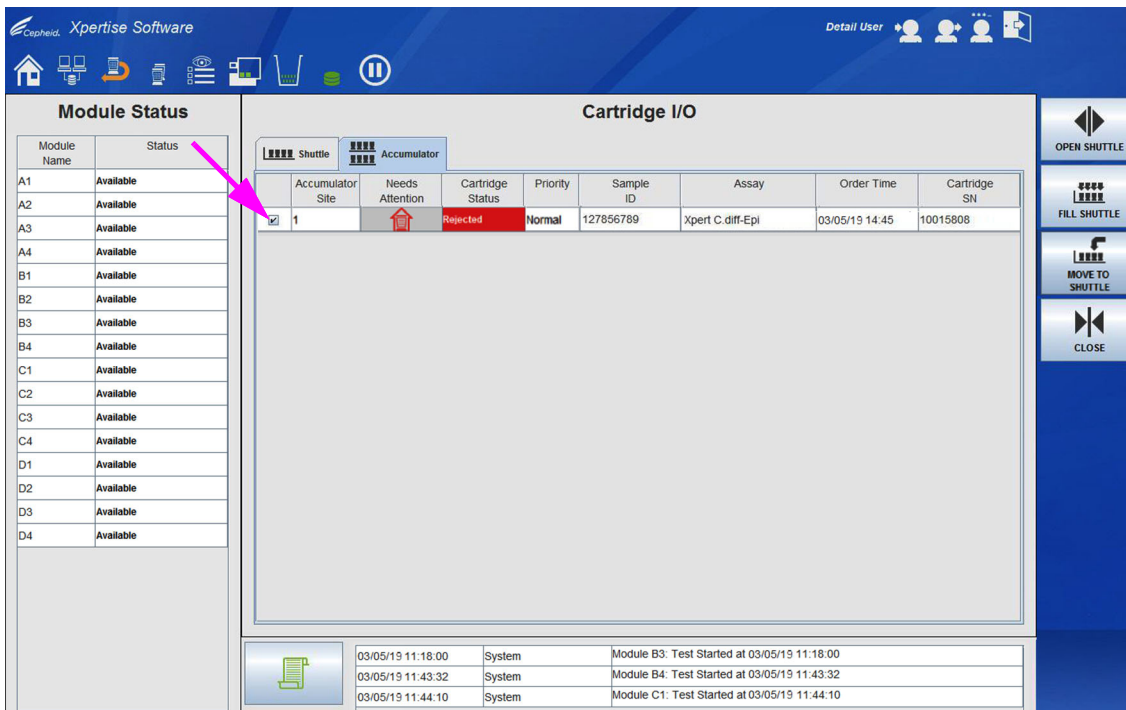 Cepheid. Xpertise Software
Detail User
Module Status
Module Name Status
A1 Available
A2 Available
A3 Available
A4 Available
B1 Available
B2 Available
B3 Available
B4 Available
C1 Available
C2 Available
C3 Available
C4 Available
D1 Available
D2 Available
D3 Available
D4 Available
Cartridge I/O
Shuttle Accumulator
Accumulator Site Needs Attention Cartridge Status Priority Sample ID Assay Order Time Cartridge SN
1 Rejected Normal 127856789 Xpert C.diff-Epi 03/05/19 14:45 10015808
03/05/19 11:18:00 System Module B3: Test Started at 03/05/19 11:18:00
03/05/19 11:43:32 System Module B4: Test Started at 03/05/19 11:43:32
03/05/19 11:44:10 System Module C1: Test Started at 03/05/19 11:44:10
OPEN SHUTTLE
FILL SHUTTLE
MOVE TO
SHUTTLE
CLOSE